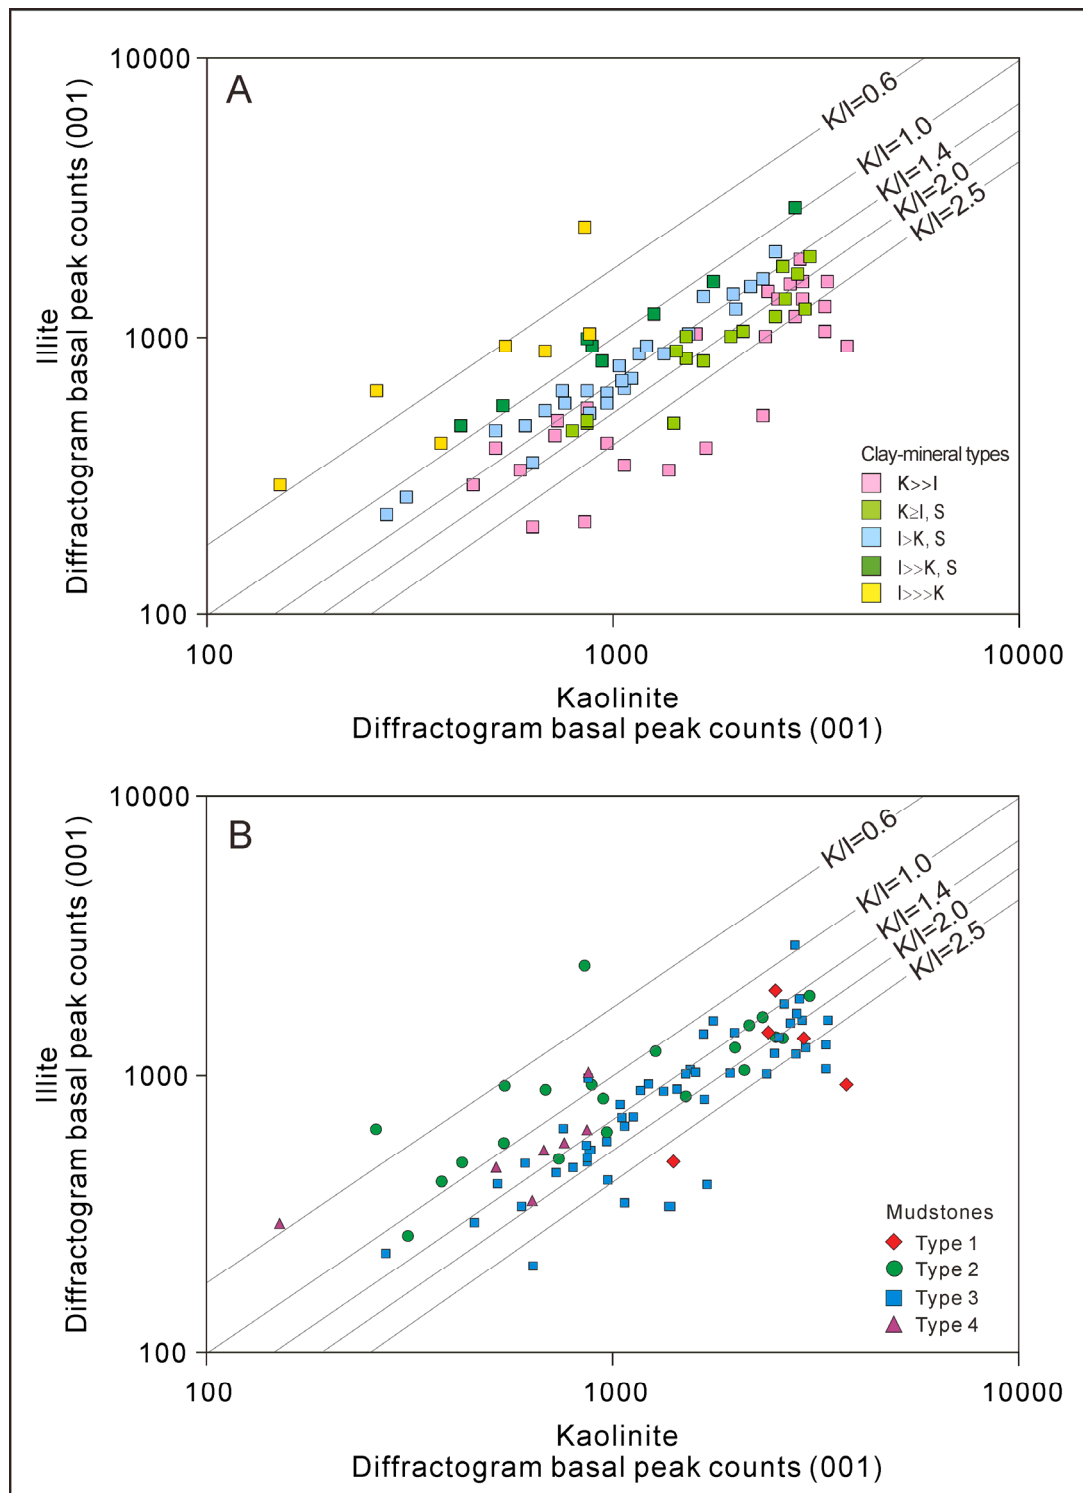 A
10000
1000
100
Illite
Diffractogram basal peak counts (001)
K/I=0.6
K/I=1.0
K/I=1.4
K/I=2.0
K/I=2.5
Clay-mineral types
K>>I
K≥I, S
I>K, S
I>>K, S
I>>>K
100
1000
10000
Kaolinite
Diffractogram basal peak counts (001)
B
10000
1000
100
Illite
Diffractogram basal peak counts (001)
K/I=0.6
K/I=1.0
K/I=1.4
K/I=2.0
K/I=2.5
Mudstones
Type 1
Type 2
Type 3
Type 4
100
1000
10000
Kaolinite
Diffractogram basal peak counts (001)